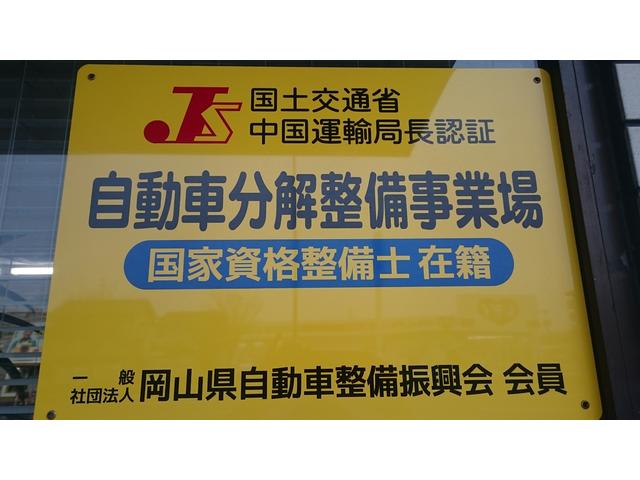 JS
国土交通省
中国運輸局長認証
自動車分解整備事業場
国家資格整備士 在籍
一般社団法人 岡山県自動車整備振興会 会員